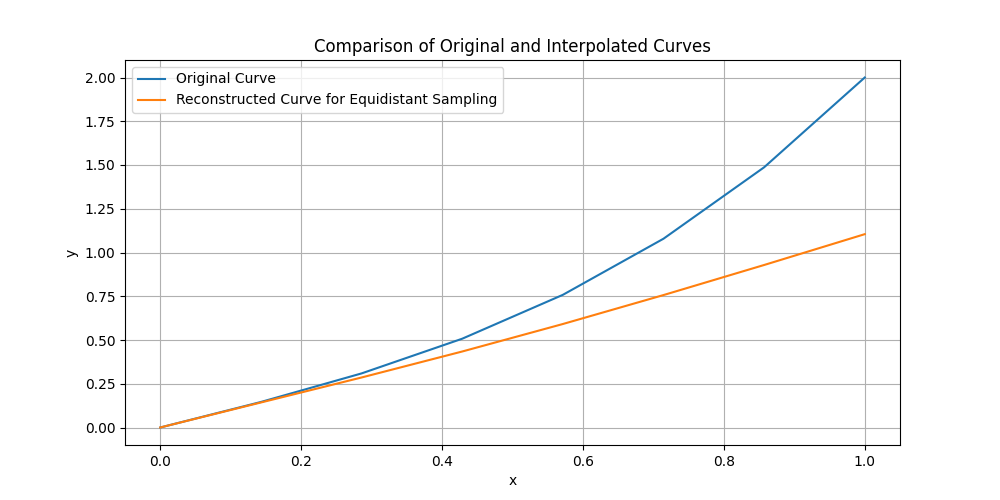 Comparison of Original and Interpolated Curves
Original Curve
Reconstructed Curve for Equidistant Sampling
2.00
1.75
1.50
1.25
1.00
0.75
0.50
0.25
0.00
y
0.0 0.2 0.4 0.6 0.8 1.0
x